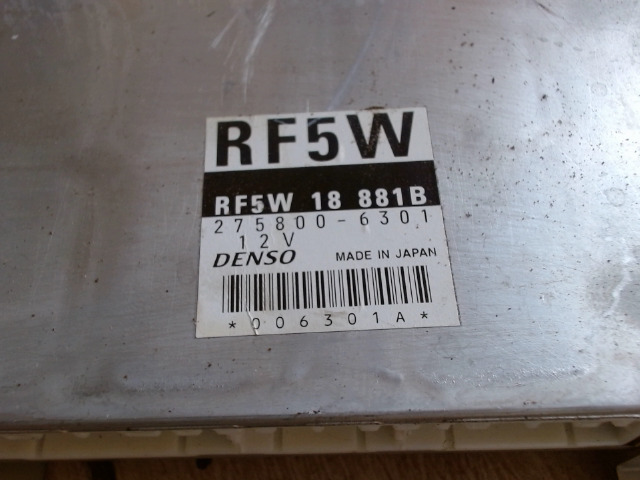 RF5W
RF5W 18 881B
275800-6301
12V
DENSO MADE IN JAPAN
*006301A*